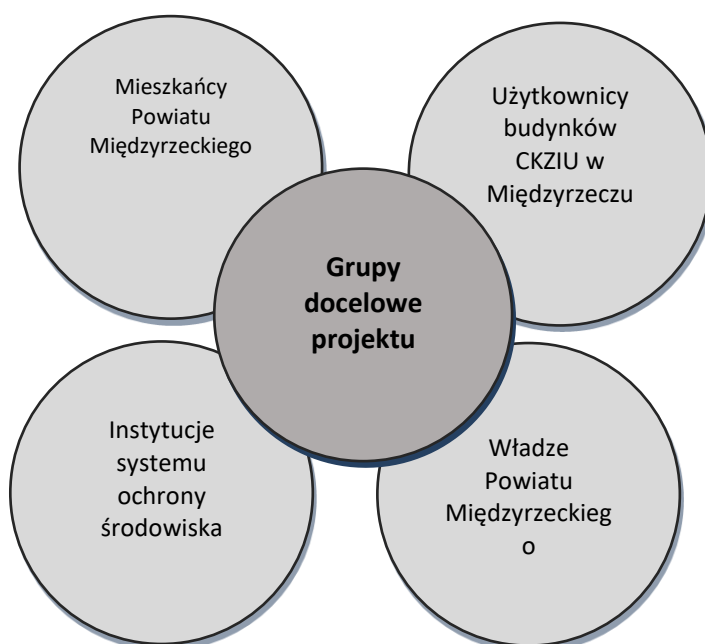 Mieszkańcy
Powiatu
Międzyrzeckiego
Użytkownicy
budynków
CKZIU w
Międzyrzeczu
Grupy
docelowe
projektu
Instytucje
systemu
ochrony
środowiska
Władze
Powiatu
Międzyrzeckieg
o